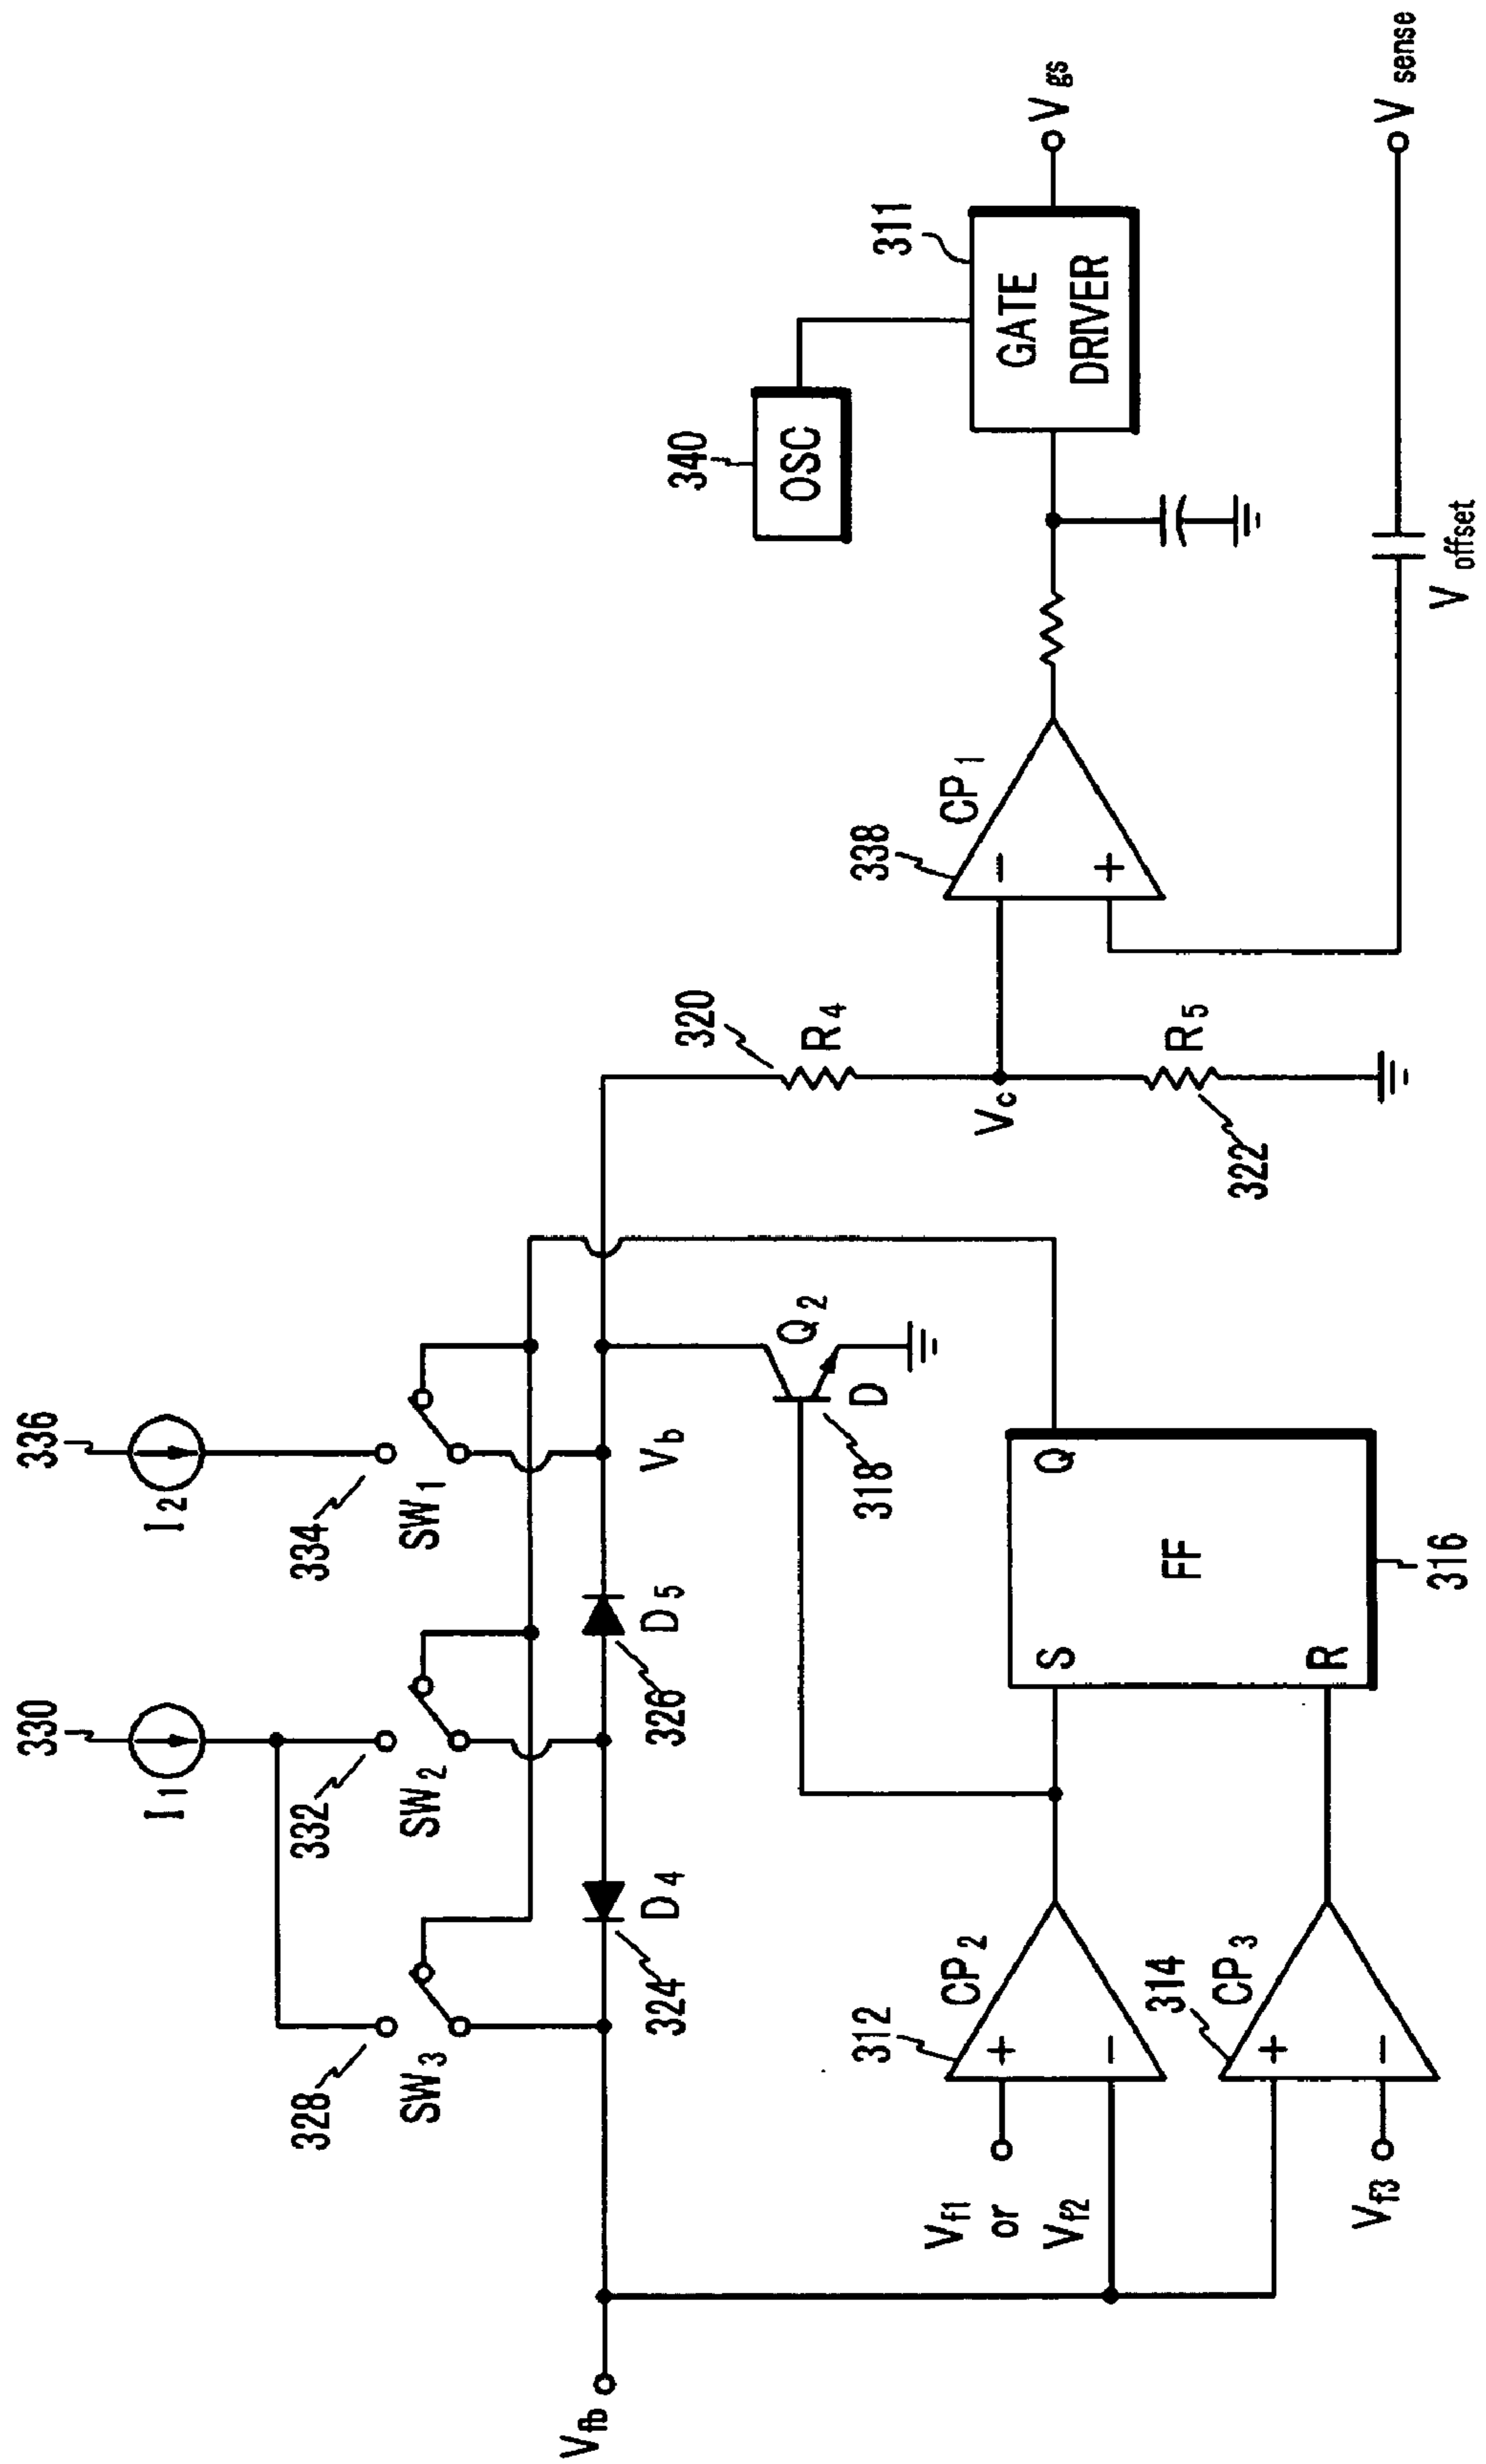 330
336
I1
I2
328
332
334
SW3
SW2
SW1
Vfb
324
D4
326
D5
Vb
320
R4
Vc
322
R5
340
OSC
311
GATE
DRIVER
Vgs
338
CP1
−
+
Voffset
Vsense
318
Q2
D
312
CP2
+
−
Vf1
or
Vf2
314
CP3
+
−
Vf3
S
R
Q
FF
316